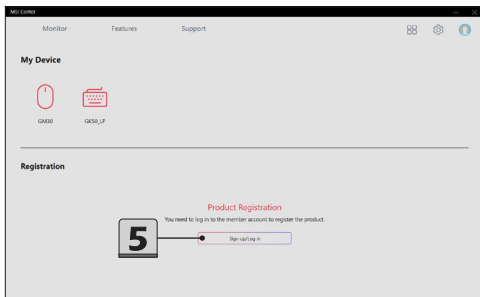 MSI Center
Monitor Features Support
My Device
GM30 GK50_LP
Registration
Product Registration
You need to log in to the member account to register the product.
5 Sign up/Log in